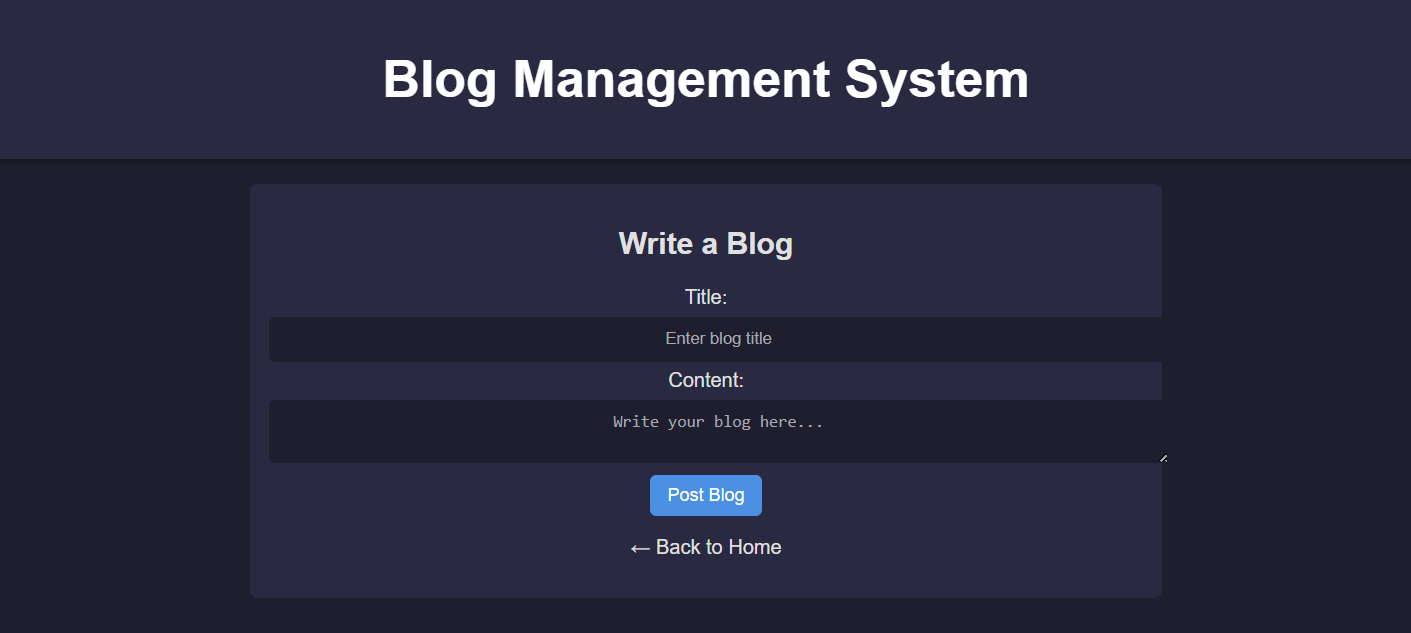 Blog Management System
Write a Blog
Title:
Enter blog title
Content:
Write your blog here...
Post Blog
← Back to Home